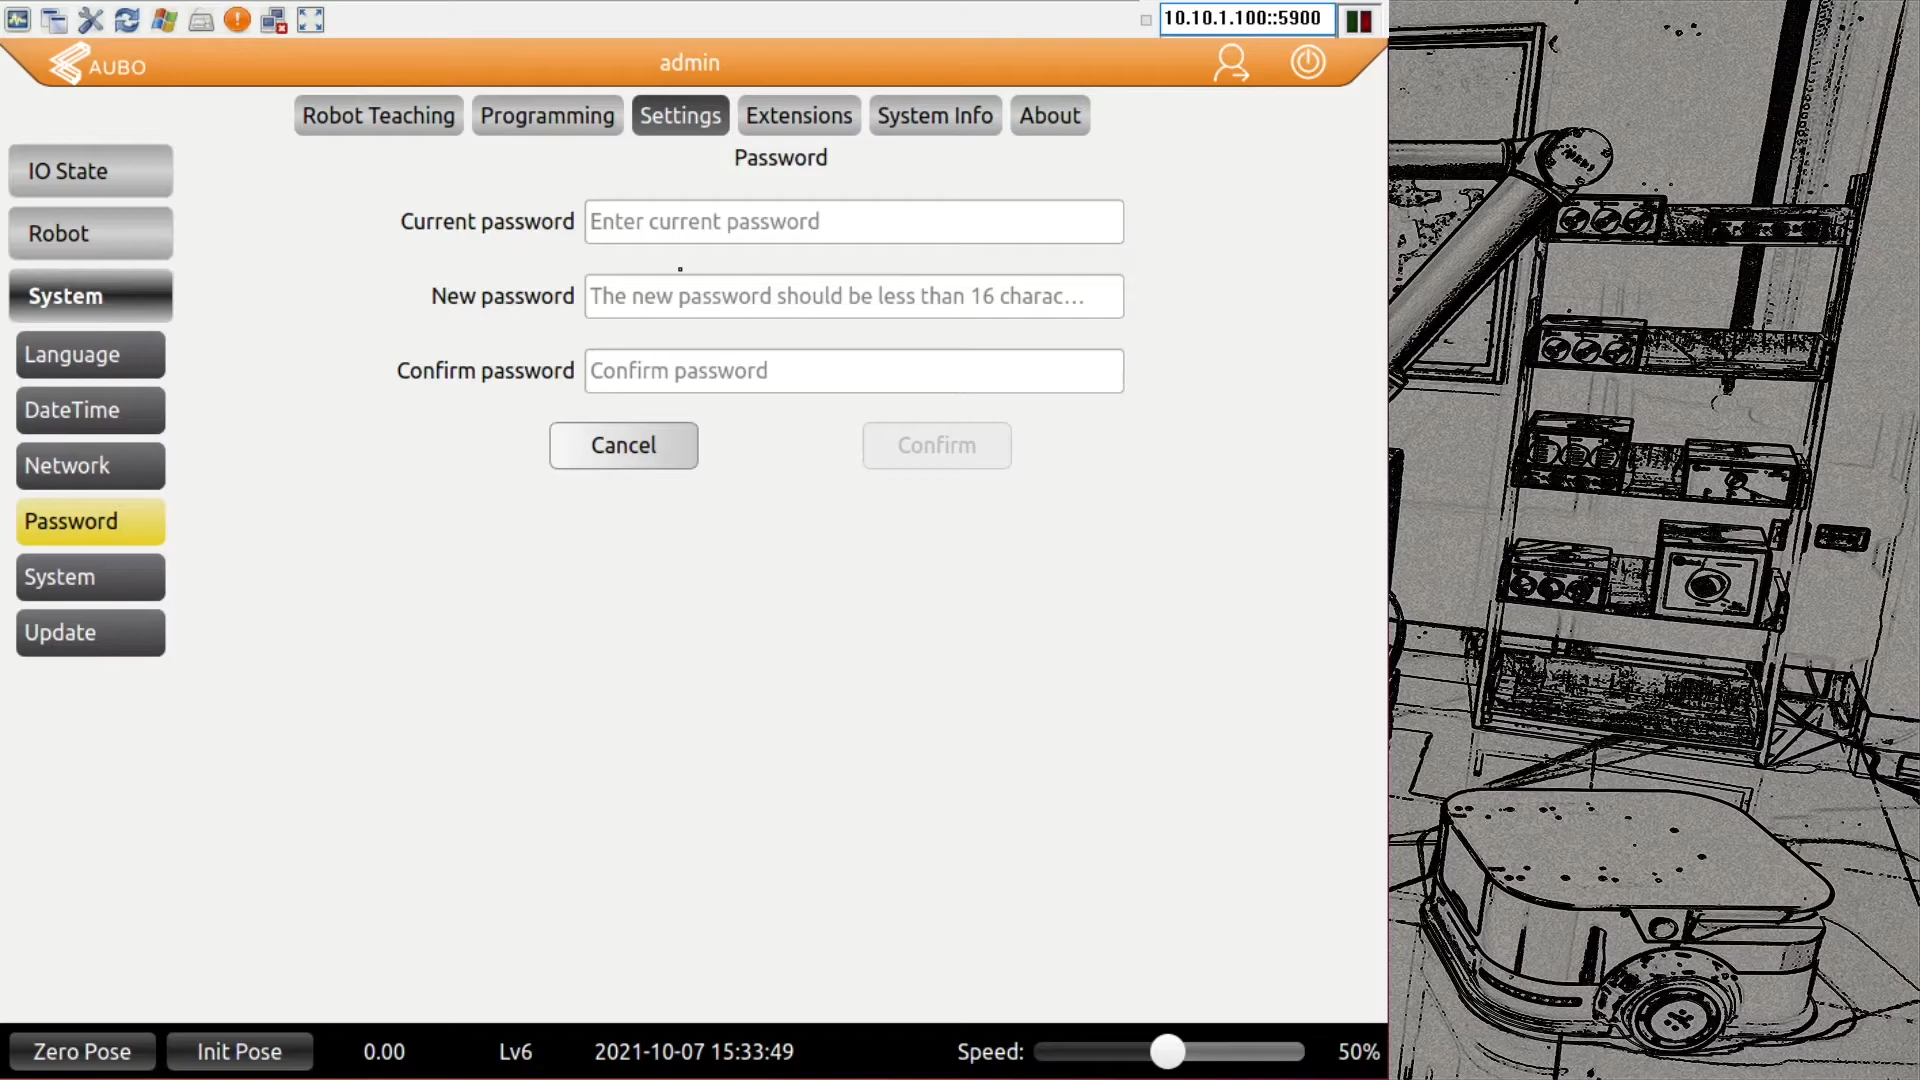 10.10.1.100::5900
AUBO
admin
Robot Teaching
Programming
Settings
Extensions
System Info
About
Password
IO State
Robot
System
Language
DateTime
Network
Password
System
Update
Current password
Enter current password
New password
The new password should be less than 16 charac...
Confirm password
Confirm password
Cancel
Confirm
Zero Pose
Init Pose
0.00
Lv6
2021-10-07 15:33:49
Speed:
50%